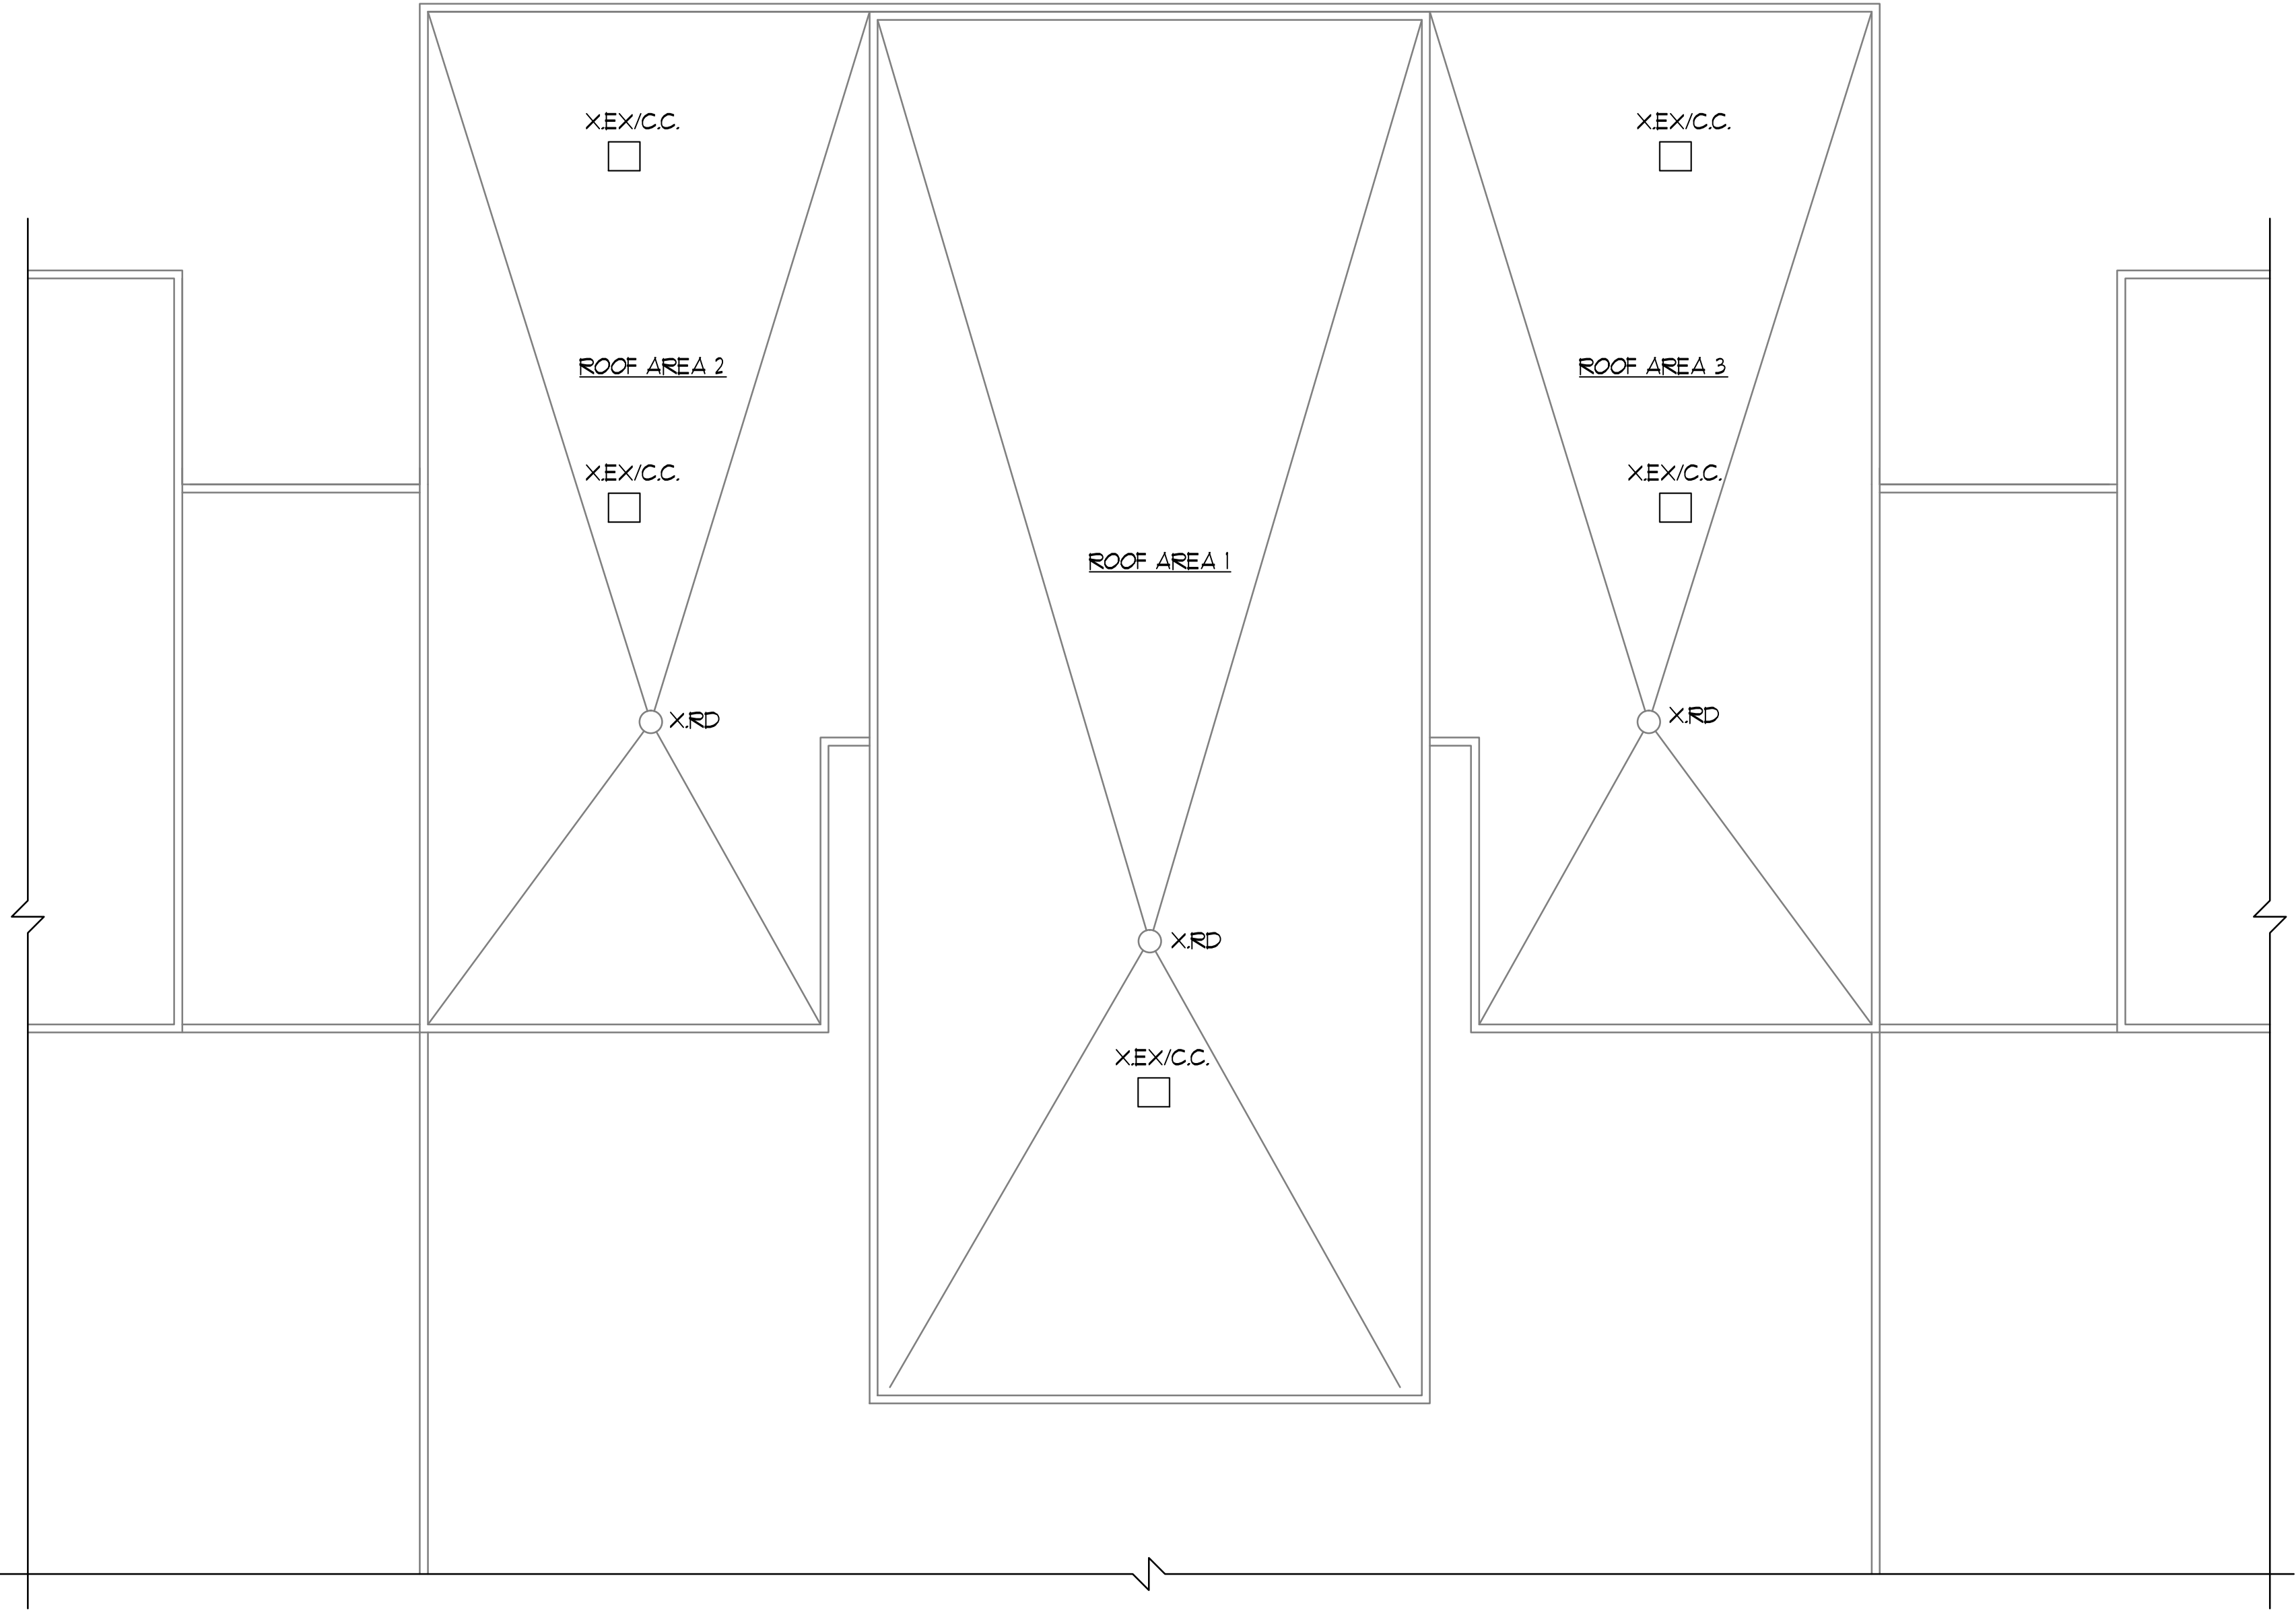 X.EX/C.C.
X.EX/C.C.
ROOF AREA 2
ROOF AREA 3
X.EX/C.C.
X.EX/C.C.
ROOF AREA 1
X.RD
X.RD
X.RD
X.EX/C.C.